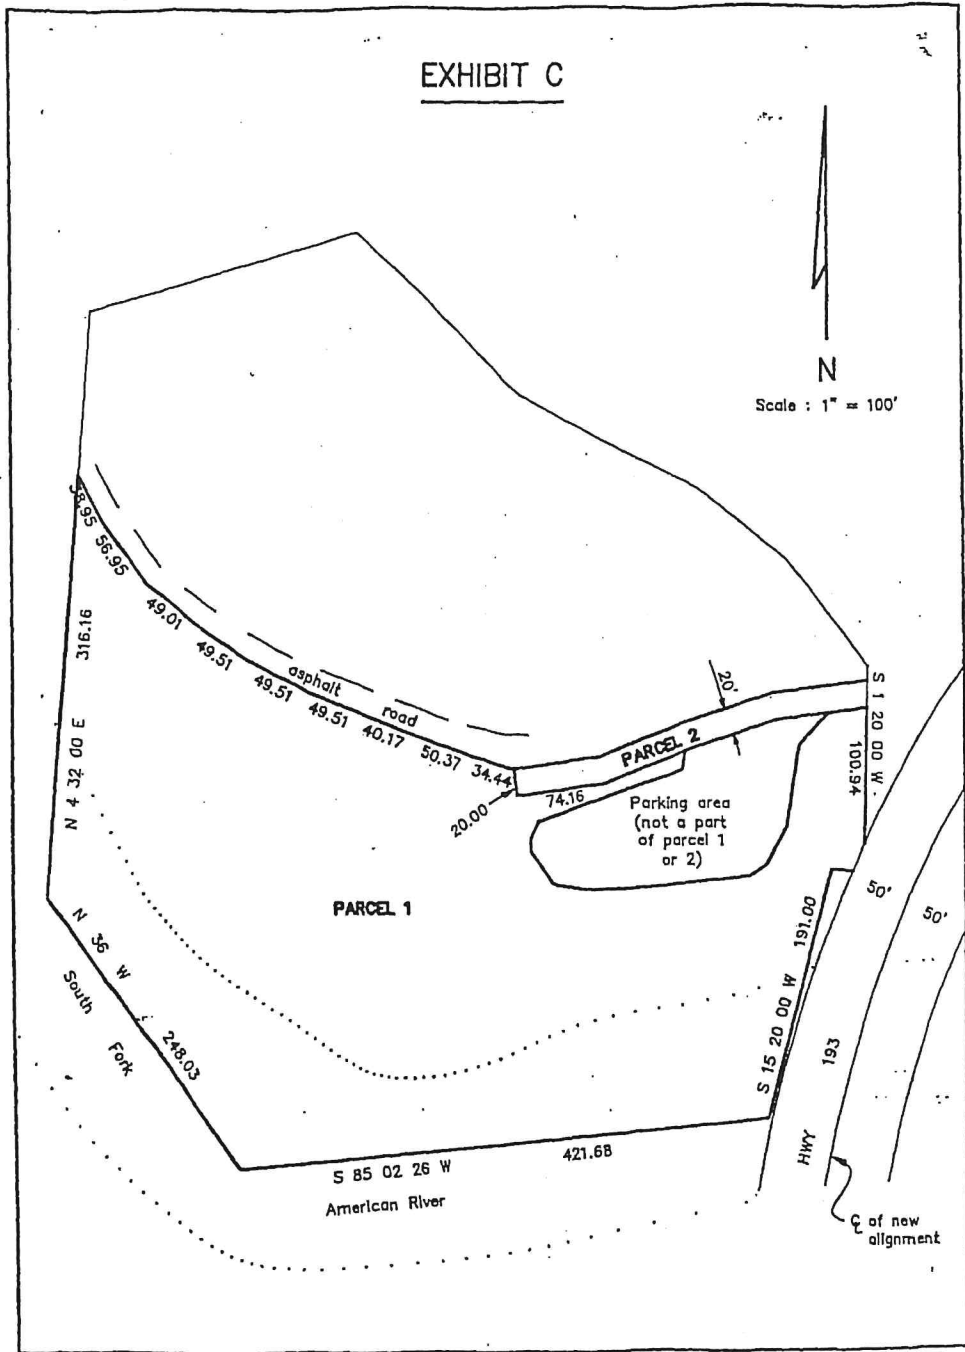 EXHIBIT C
N
Scale : 1" = 100'
38.95
56.95
49.01
49.51
49.51
49.51
40.17
50.37
34.44
asphalt
road
316.16
N 4 32 00 E
20'
S 1 20 00 W
100.94
PARCEL 2
74.16
20.00
Parking area
(not a part
of parcel 1
or 2)
PARCEL 1
50'
50'
S 15 20 00 W 191.00
N 36 W 248.03
South
Fork
193
HWY
S 85 02 26 W 421.68
American River
℄ of new
alignment